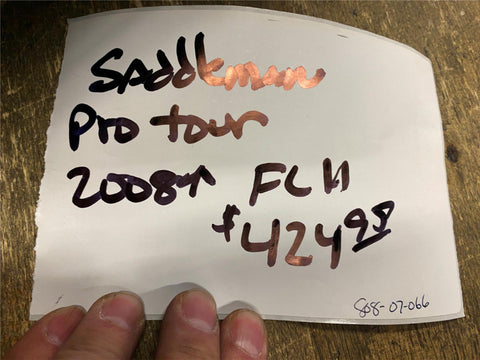 Saddlemen
Pro tour
2008↑ FLH
$424.98
808-07-066